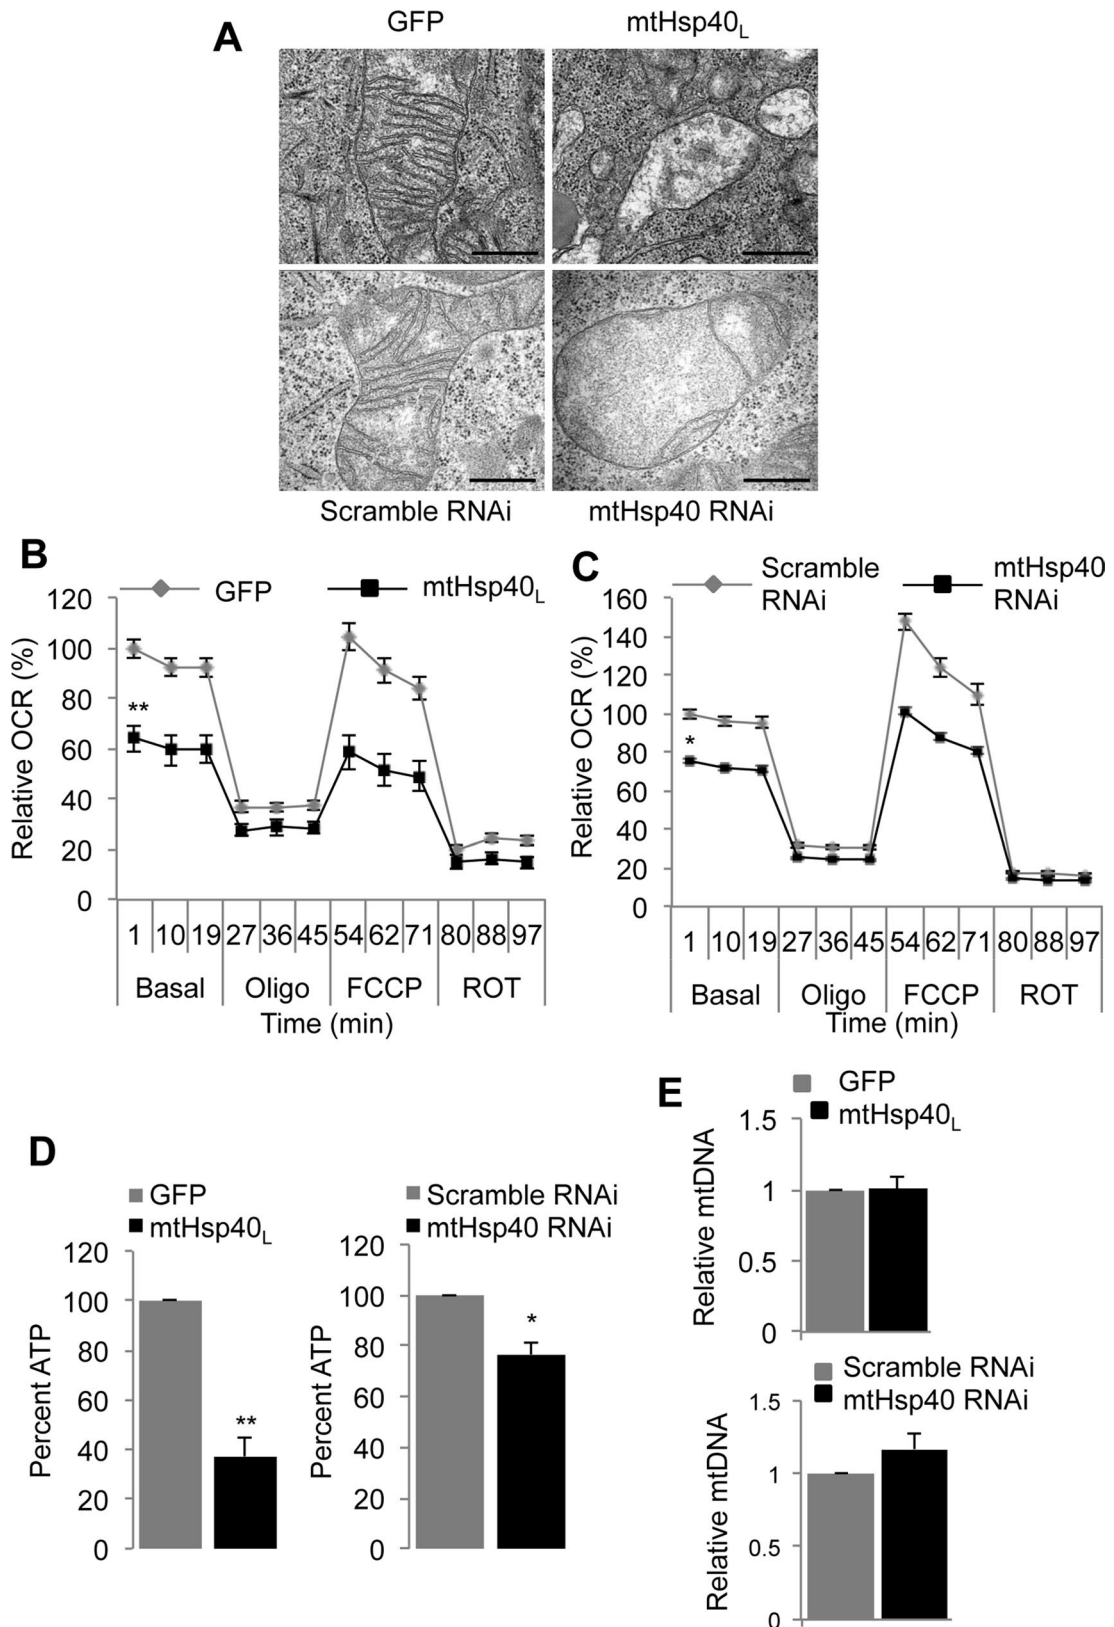 A
GFP
mtHsp40L
Scramble RNAi
mtHsp40 RNAi
B
GFP
mtHsp40L
Relative OCR (%)
120
100
80
60
40
20
0
**
1 10 19 27 36 45 54 62 71 80 88 97
Basal Oligo FCCP ROT
Time (min)
C
Scramble
RNAi
mtHsp40
RNAi
Relative OCR (%)
160
140
120
100
80
60
40
20
0
*
1 10 19 27 36 45 54 62 71 80 88 97
Basal Oligo FCCP ROT
Time (min)
D
GFP
mtHsp40L
Percent ATP
120
100
80
60
40
20
0
**
Scramble RNAi
mtHsp40 RNAi
Percent ATP
120
100
80
60
40
20
0
*
E
GFP
mtHsp40L
Relative mtDNA
1.5
1
0.5
0
Scramble RNAi
mtHsp40 RNAi
Relative mtDNA
1.5
1
0.5
0